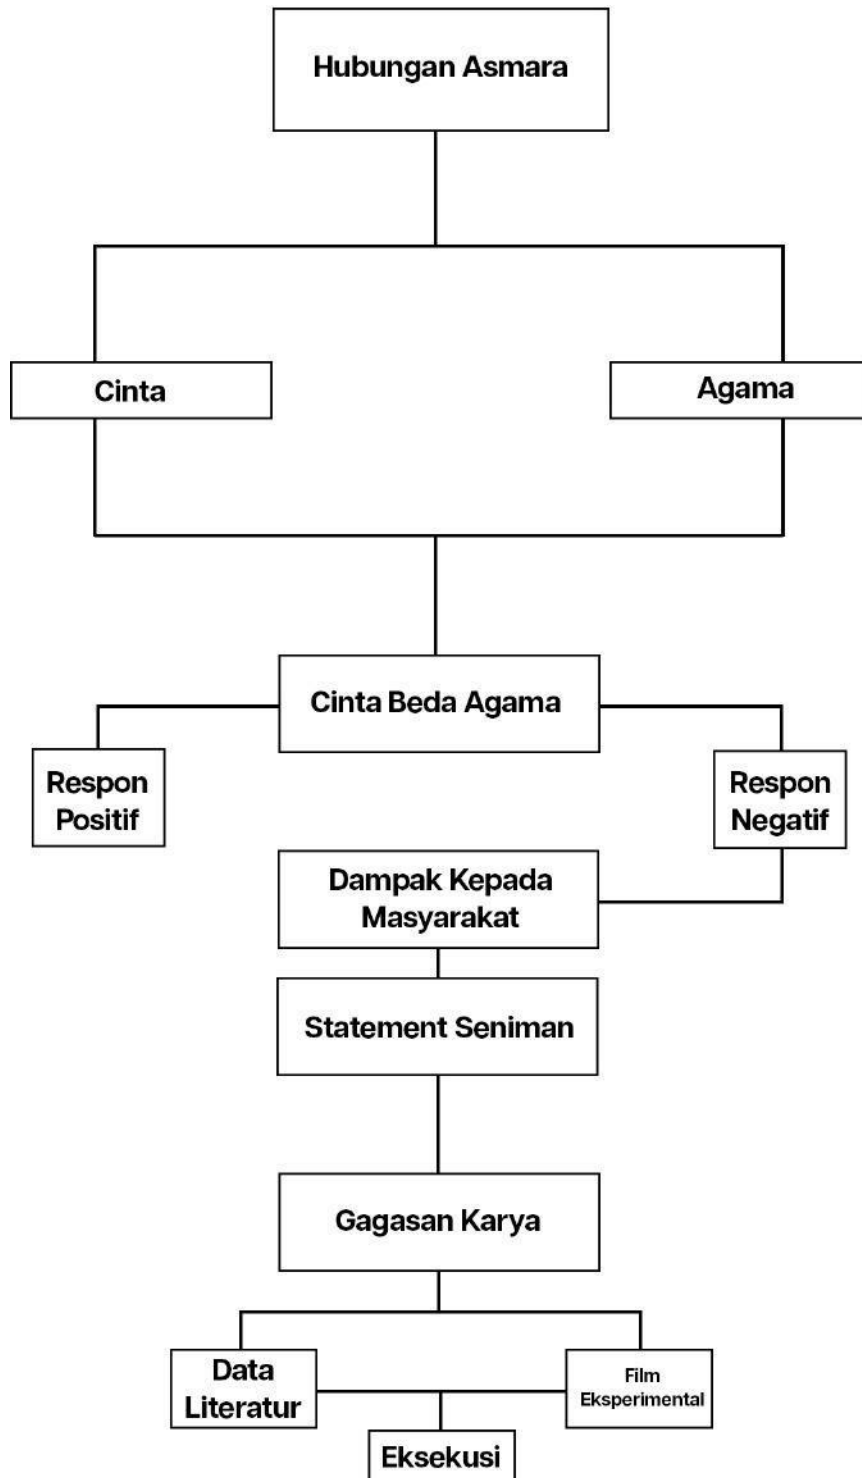 Hubungan Asmara
Cinta
Agama
Cinta Beda Agama
Respon
Positif
Respon
Negatif
Dampak Kepada
Masyarakat
Statement Seniman
Gagasan Karya
Data
Literatur
Film
Eksperimental
Eksekusi